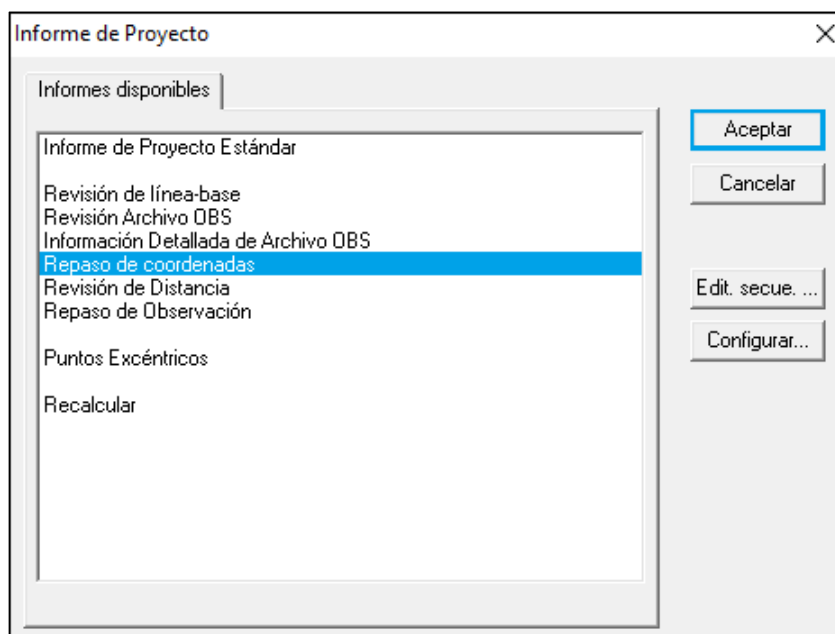 Informe de Proyecto
Informes disponibles
Informe de Proyecto Estándar
Revisión de línea-base
Revisión Archivo OBS
Información Detallada de Archivo OBS
Repaso de coordenadas
Revisión de Distancia
Repaso de Observación
Puntos Excéntricos
Recalcular
Aceptar
Cancelar
Edit. secue. ...
Configurar...